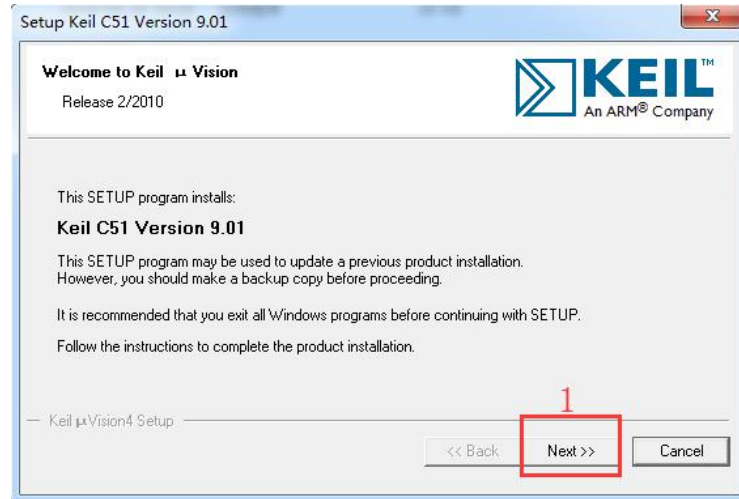 Setup Keil C51 Version 9.01
Welcome to Keil μ Vision
Release 2/2010
KEIL™
An ARM® Company
This SETUP program installs:
Keil C51 Version 9.01
This SETUP program may be used to update a previous product installation.
However, you should make a backup copy before proceeding.
It is recommended that you exit all Windows programs before continuing with SETUP.
Follow the instructions to complete the product installation.
1
Keil μVision4 Setup
<< Back Next >> Cancel